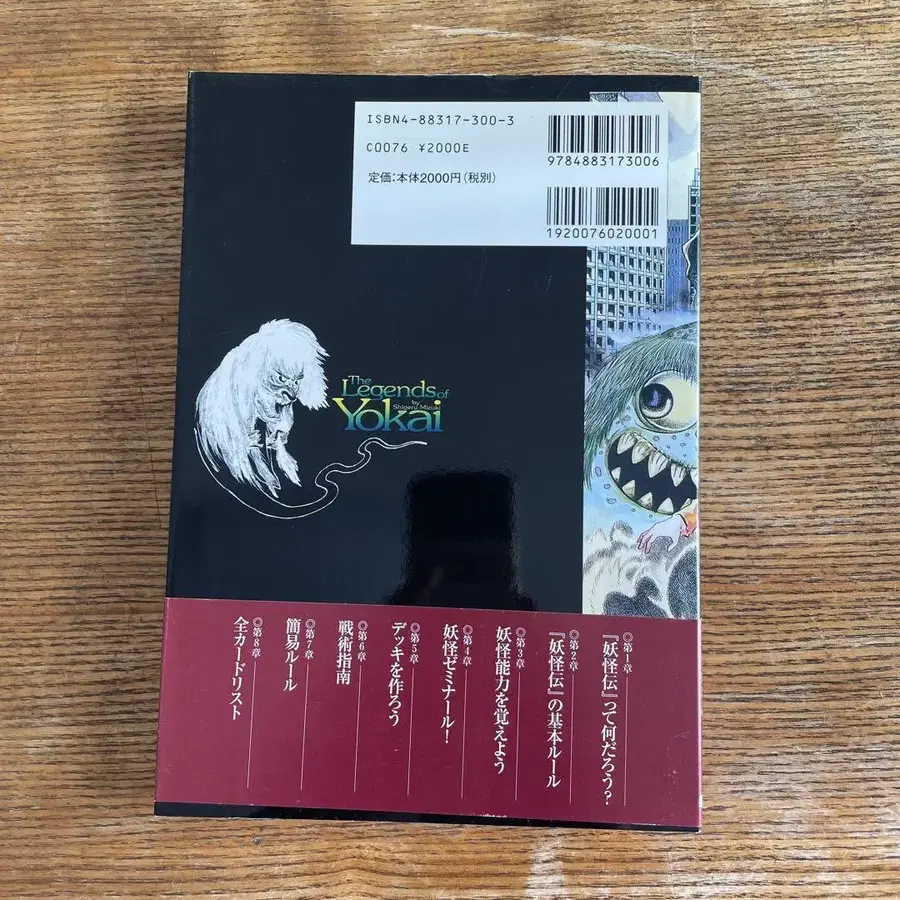 ISBN4-88317-300-3
C0076 ¥2000E
定価:本体2000円(税別)
9784883173006
1920076020001
The
Legends of
by
Shigeru Mizuki
Yokai
◎第1章
『妖怪伝』って何だろう?
◎第2章
『妖怪伝』の基本ルール
◎第3章
妖怪能力を覚えよう
◎第4章
妖怪ゼミナール!
◎第5章
デッキを作ろう
◎第6章
戦術指南
◎第7章
簡易ルール
◎第8章
全カードリスト